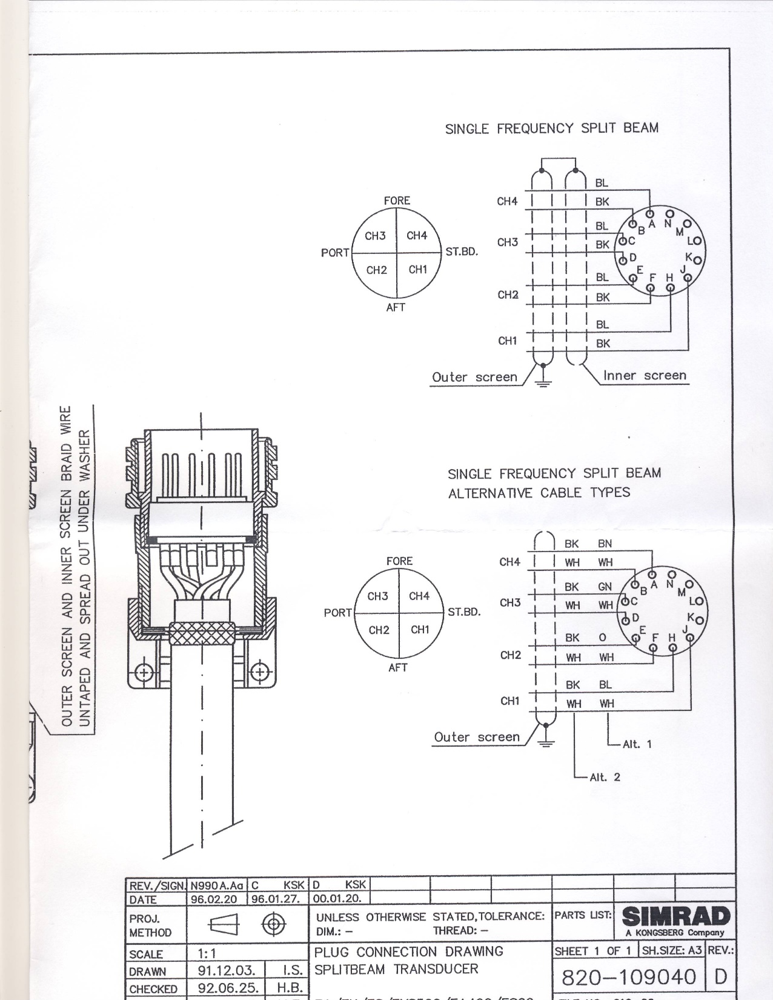 SINGLE FREQUENCY SPLIT BEAM
FORE
CH3 CH4
PORT ST.BD.
CH2 CH1
AFT
CH4
BL
BK
CH3
BL
BK
CH2
BL
BK
CH1
BL
BK
A N
B M
C L
D K
E J
F H
Outer screen
Inner screen
OUTER SCREEN AND INNER SCREEN BRAID WIRE
UNTAPED AND SPREAD OUT UNDER WASHER
SINGLE FREQUENCY SPLIT BEAM
ALTERNATIVE CABLE TYPES
FORE
CH3 CH4
PORT ST.BD.
CH2 CH1
AFT
CH4
BK BN
WH WH
CH3
BK GN
WH WH
CH2
BK O
WH WH
CH1
BK BL
WH WH
A N
B M
C L
D K
E J
F H
Outer screen
Alt. 1
Alt. 2
REV./SIGN. N990A.Aa C KSK D KSK
DATE 96.02.20 96.01.27. 00.01.20.
PROJ.
METHOD
UNLESS OTHERWISE STATED,TOLERANCE:
DIM.: – THREAD: –
PARTS LIST:
SIMRAD
A KONGSBERG Company
SCALE 1:1
DRAWN 91.12.03. I.S.
CHECKED 92.06.25. H.B.
PLUG CONNECTION DRAWING
SPLITBEAM TRANSDUCER
SHEET 1 OF 1 SH.SIZE: A3 REV.:
820–109040 D